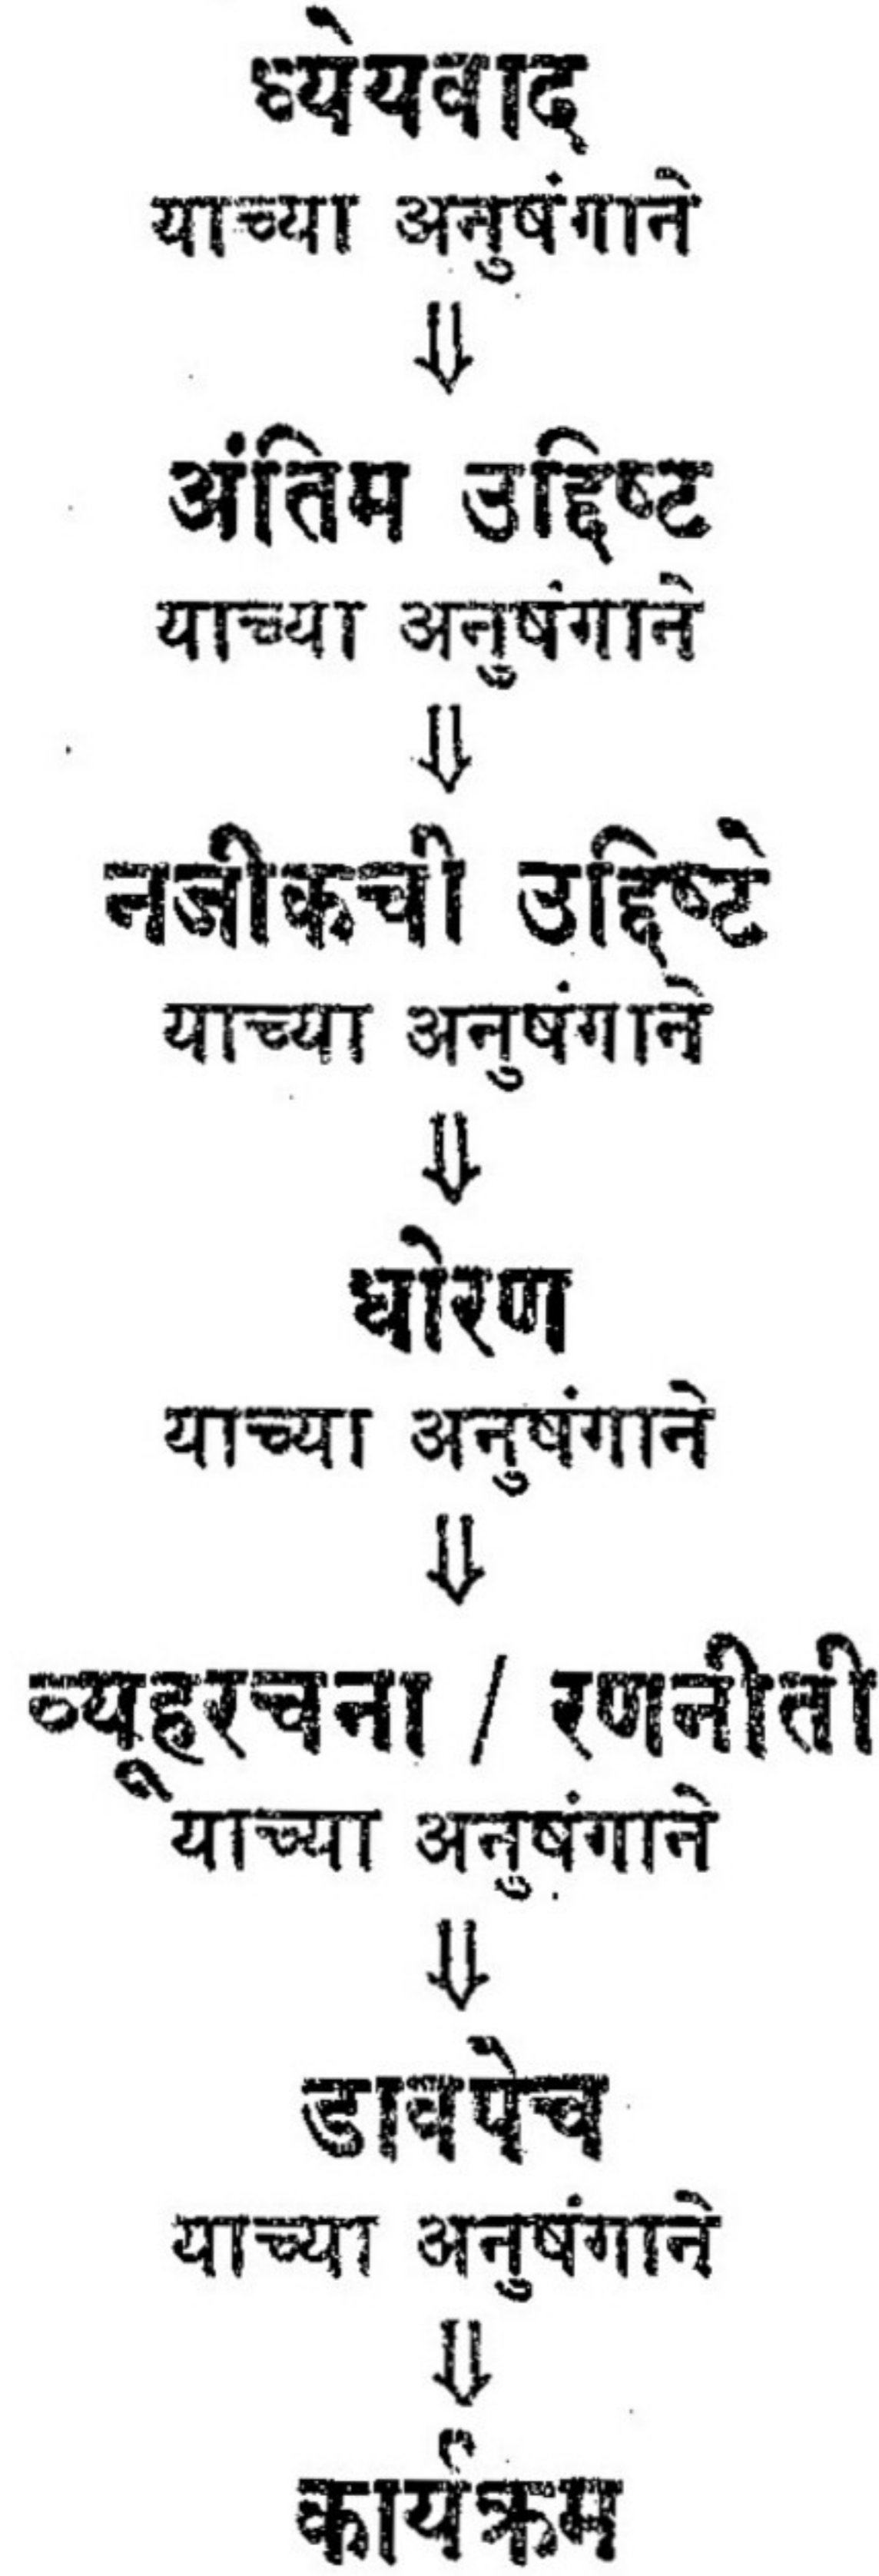 ध्येयवाद
याच्या अनुषंगाने
⇓
अंतिम उद्दिष्ट
याच्या अनुषंगाने
⇓
नजीकची उद्दिष्टे
याच्या अनुषंगाने
⇓
धोरण
याच्या अनुषंगाने
⇓
व्यूहरचना / रणनीती
याच्या अनुषंगाने
⇓
डावपेच
याच्या अनुषंगाने
⇓
कार्यक्रम